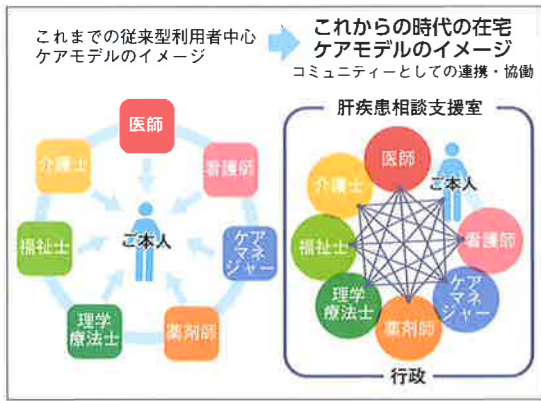 これまでの従来型利用者中心
ケアモデルのイメージ
これからの時代の在宅
ケアモデルのイメージ
コミュニティーとしての連携・協働
医師
介護士
看護師
福祉士
ご本人
ケア
マネ
ジャー
理学
療法士
薬剤師
肝疾患相談支援室
医師
介護士
ご本人
福祉士
看護師
理学
療法士
ケア
マネ
ジャー
薬剤師
行政